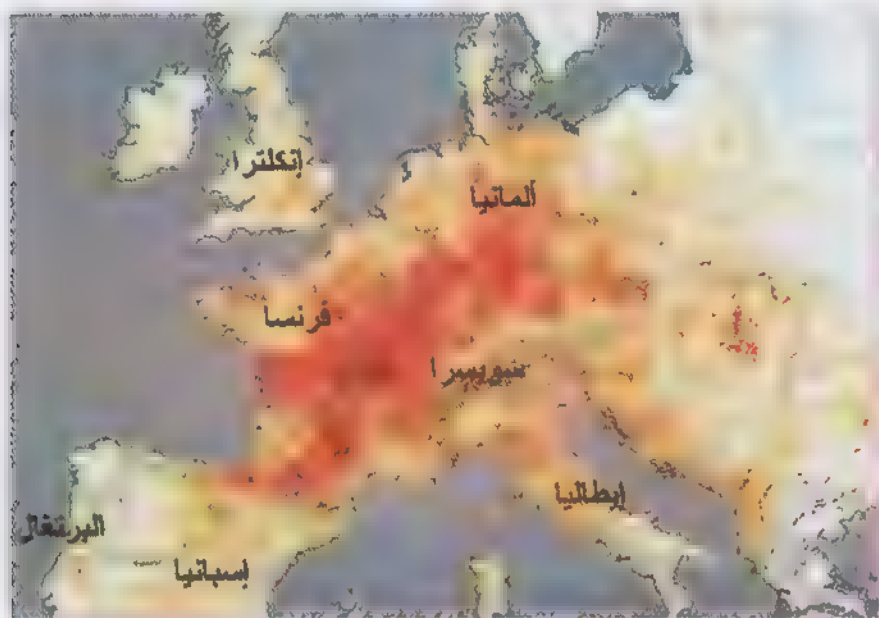 إنكلترا
ألمانيا
فرنسا
سويسرا
إيطاليا
البرتغال
إسبانيا